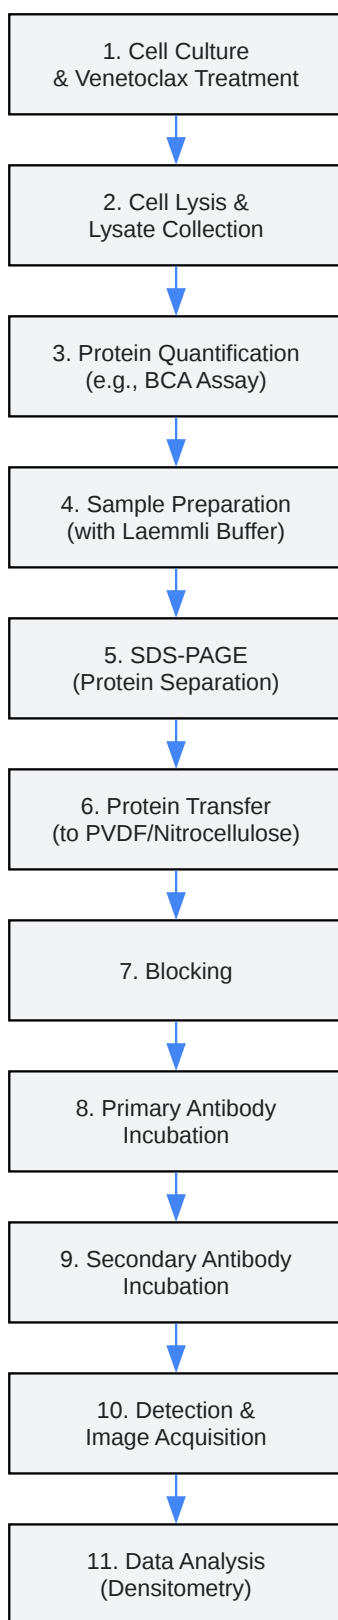 1. Cell Culture
& Venetoclax Treatment
2. Cell Lysis &
Lysate Collection
3. Protein Quantification
(e.g., BCA Assay)
4. Sample Preparation
(with Laemmli Buffer)
5. SDS-PAGE
(Protein Separation)
6. Protein Transfer
(to PVDF/Nitrocellulose)
7. Blocking
8. Primary Antibody
Incubation
9. Secondary Antibody
Incubation
10. Detection &
Image Acquisition
11. Data Analysis
(Densitometry)